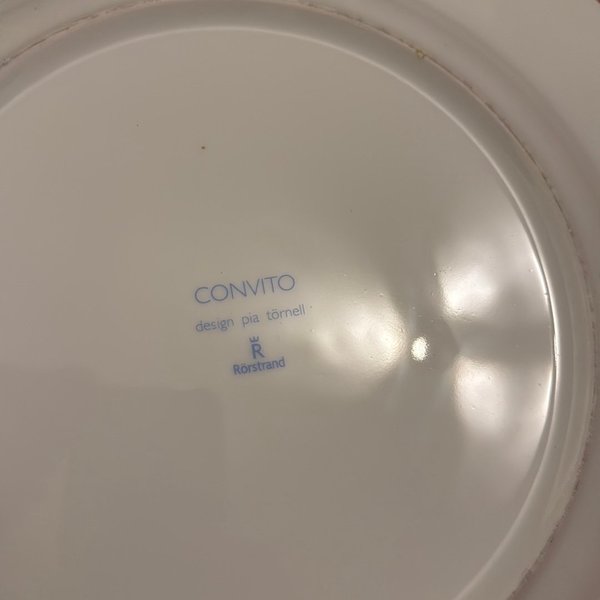 CONVITO
design pia törnell
R
Rörstrand